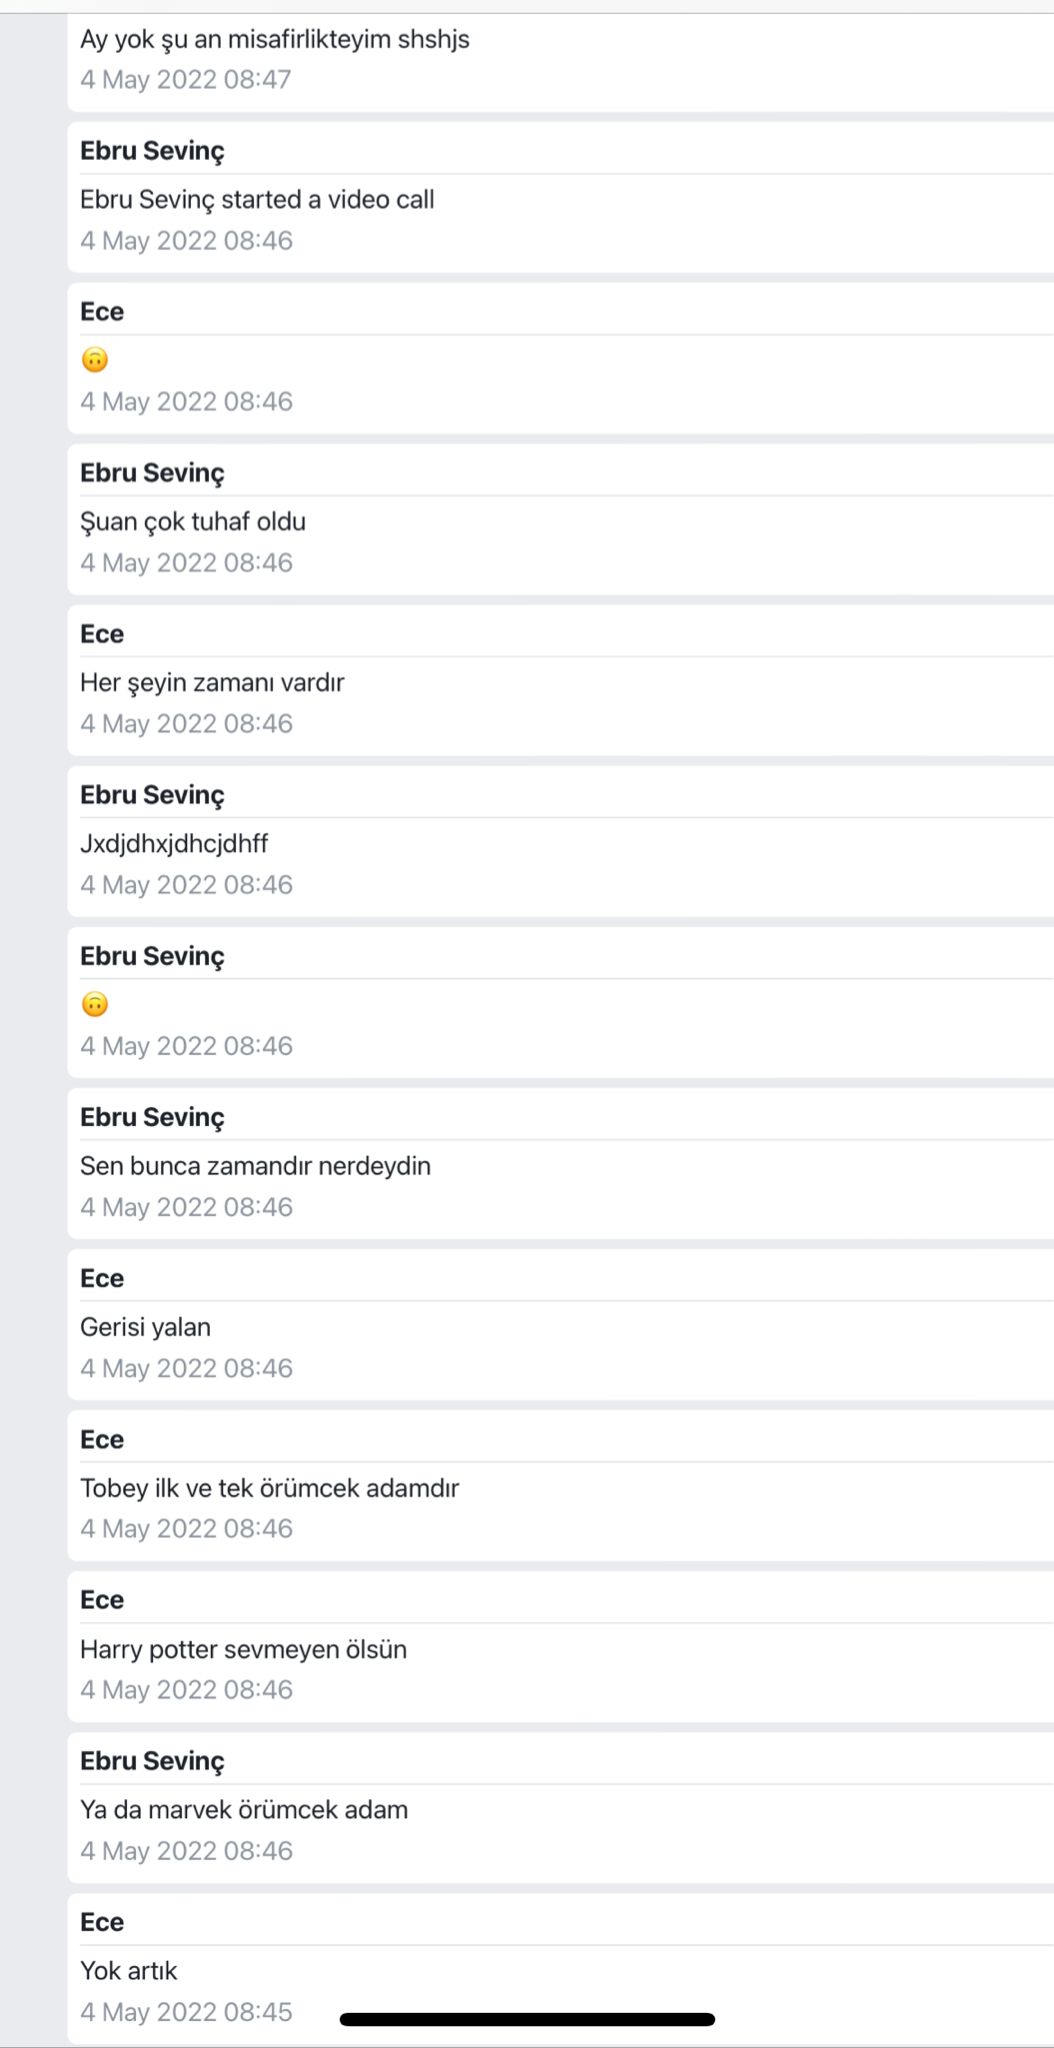 Ay yok şu an misafirlikteyim shshjs
4 May 2022 08:47
Ebru Sevinç
Ebru Sevinç started a video call
4 May 2022 08:46
Ece
🙃
4 May 2022 08:46
Ebru Sevinç
Şuan çok tuhaf oldu
4 May 2022 08:46
Ece
Her şeyin zamanı vardır
4 May 2022 08:46
Ebru Sevinç
Jxdjdhxjdhcjdhff
4 May 2022 08:46
Ebru Sevinç
🙃
4 May 2022 08:46
Ebru Sevinç
Sen bunca zamandır nerdeydin
4 May 2022 08:46
Ece
Gerisi yalan
4 May 2022 08:46
Ece
Tobey ilk ve tek örümcek adamdır
4 May 2022 08:46
Ece
Harry potter sevmeyen ölsün
4 May 2022 08:46
Ebru Sevinç
Ya da marvek örümcek adam
4 May 2022 08:46
Ece
Yok artık
4 May 2022 08:45